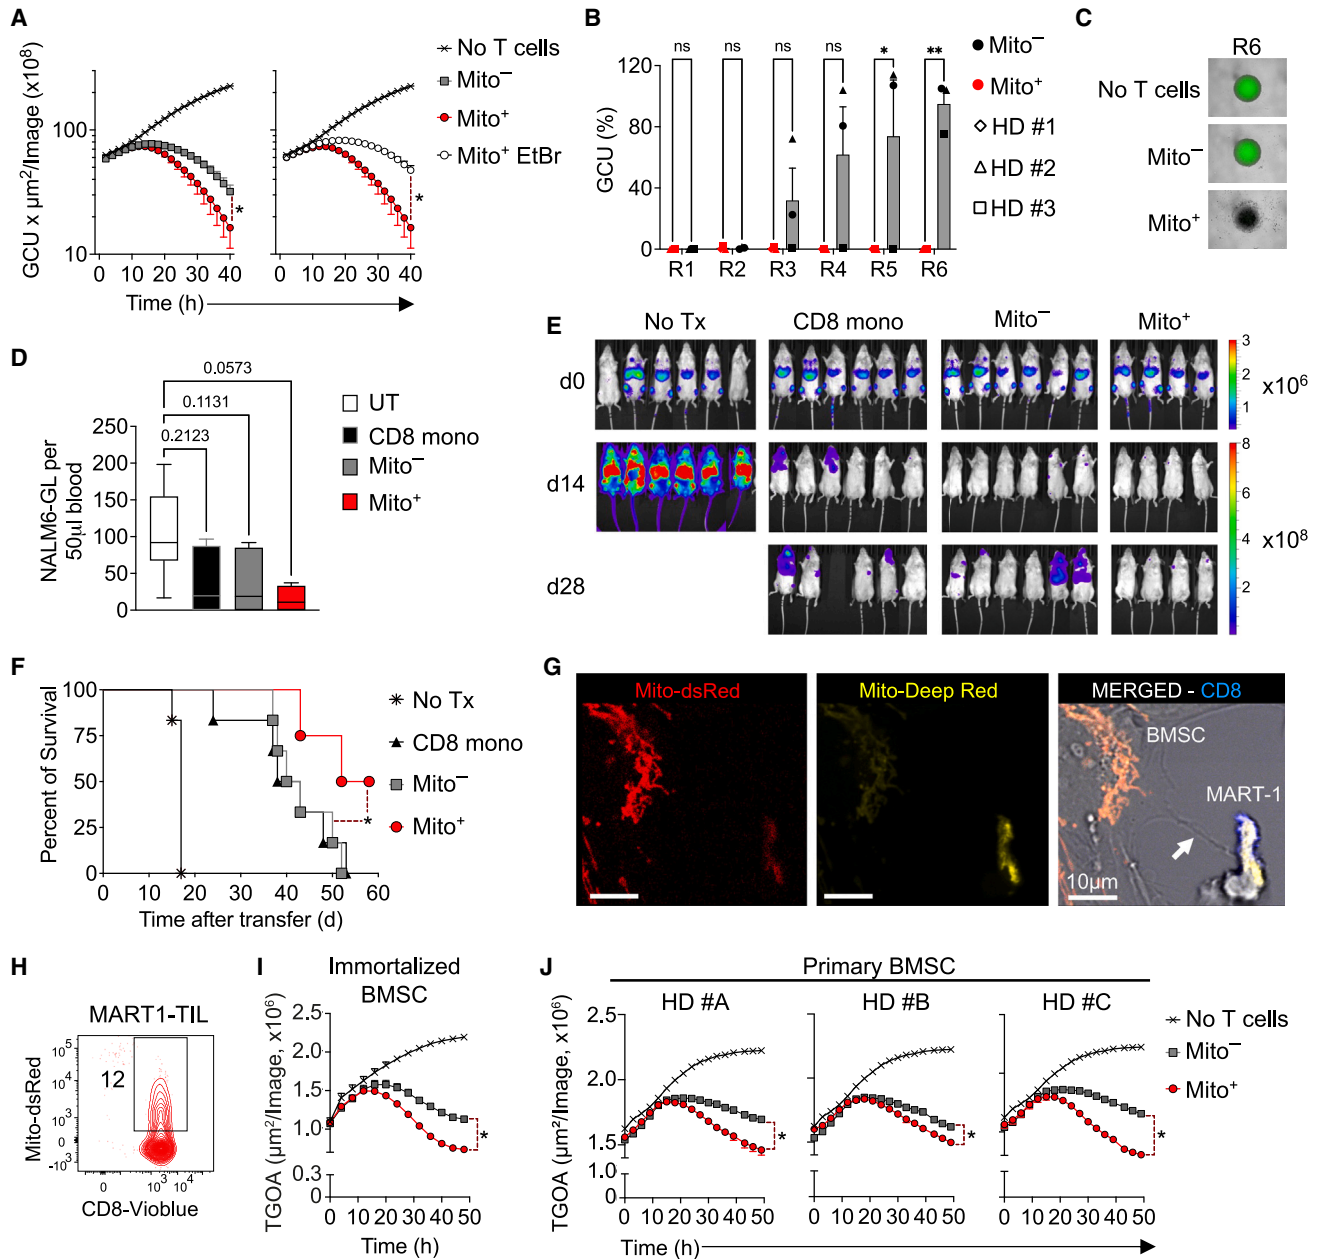 A
GCU x µm²/Image (x10⁸)
100
10
0 10 20 30 40
0 10 20 30 40
Time (h)
No T cells
Mito⁻
Mito⁺
Mito⁺ EtBr
*
*
B
GCU (%)
120
80
40
0
ns ns ns ns * **
R1 R2 R3 R4 R5 R6
Mito⁻
Mito⁺
HD #1
HD #2
HD #3
C
R6
No T cells
Mito⁻
Mito⁺
D
NALM6-GL per
50µl blood
250
200
150
100
50
0
0.0573
0.1131
0.2123
UT
CD8 mono
Mito⁻
Mito⁺
E
No Tx CD8 mono Mito⁻ Mito⁺
d0
d14
d28
3
2
1
x10⁶
8
6
4
2
x10⁸
F
Percent of Survival
100
75
50
25
0
0 10 20 30 40 50 60
Time after transfer (d)
No Tx
CD8 mono
Mito⁻
Mito⁺
*
G
Mito-dsRed
Mito-Deep Red
MERGED - CD8
BMSC
MART-1
10µm
H
MART1-TIL
Mito-dsRed
10⁵
10⁴
10³
0
-10³
12
0 10³ 10⁴
CD8-Vioblue
I
Immortalized
BMSC
TGOA (µm²/Image, x10⁶)
2.5
2.0
1.5
1.0
0.3
0
0 10 20 30 40 50
Time (h)
*
J
Primary BMSC
HD #A HD #B HD #C
TGOA (µm²/Image, x10⁶)
2.5
2.0
1.5
1.0
0
0 10 20 30 40 50
0 10 20 30 40 50
0 10 20 30 40 50
Time (h)
* * *
No T cells
Mito⁻
Mito⁺